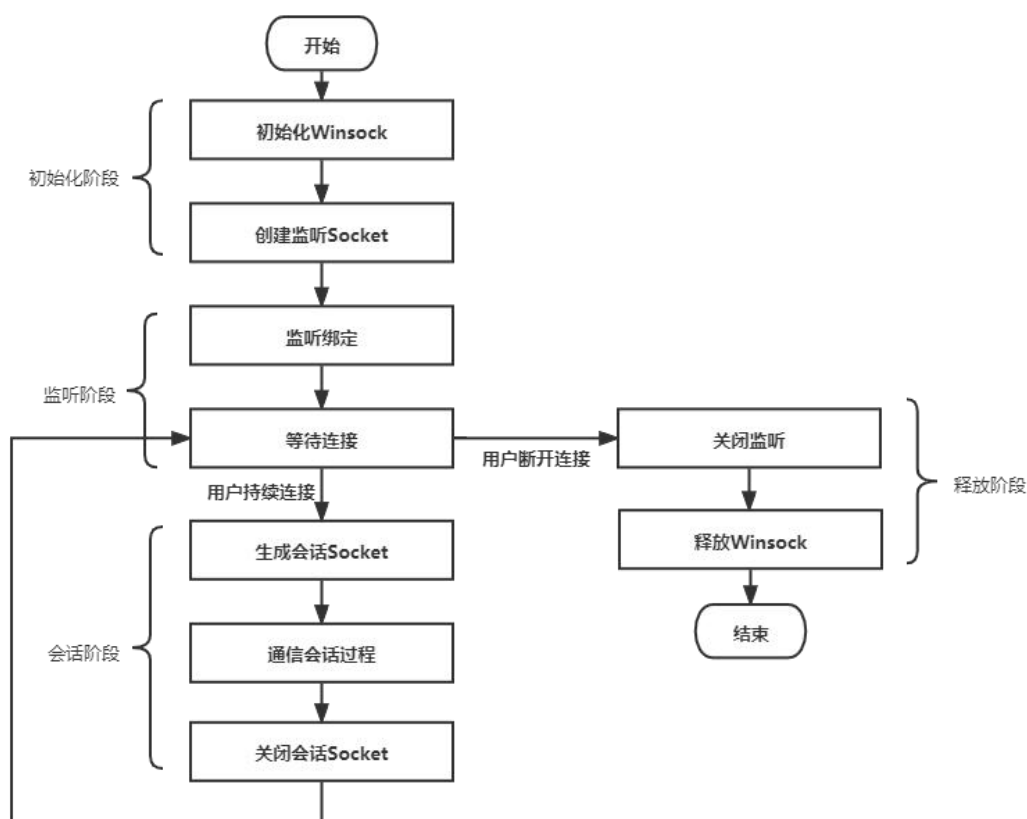 开始
初始化Winsock
初始化阶段
创建监听Socket
监听绑定
监听阶段
等待连接
用户断开连接
关闭监听
用户持续连接
释放阶段
生成会话Socket
释放Winsock
结束
会话阶段
通信会话过程
关闭会话Socket